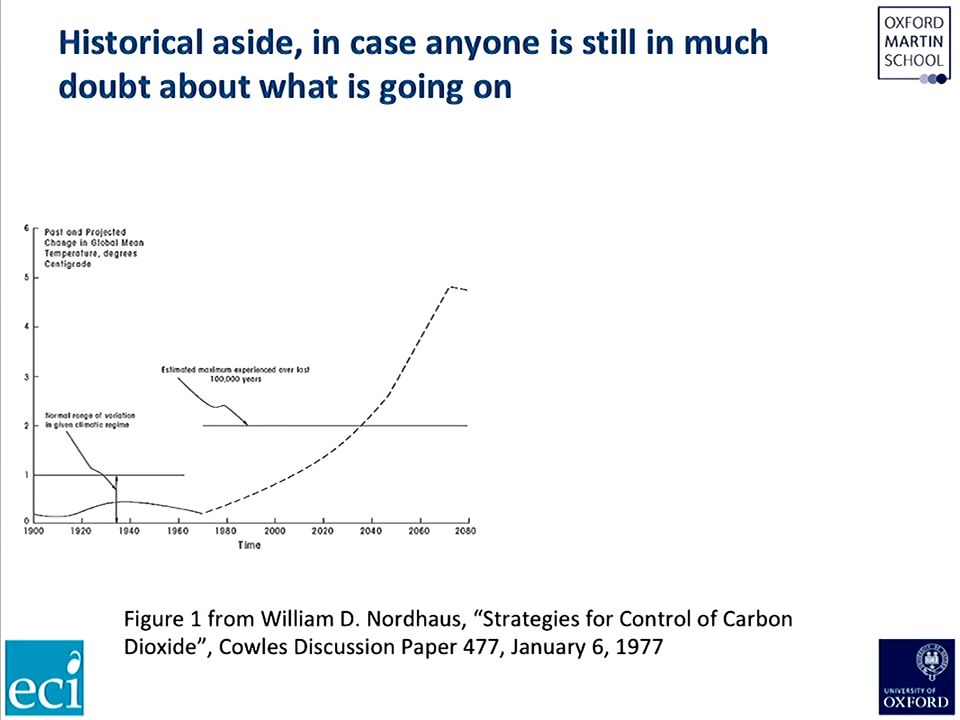 Historical aside, in case anyone is still in much
doubt about what is going on
OXFORD
MARTIN
SCHOOL
6
Past and Projected
Change in Global Mean
Temperature, degrees
Centigrade
5
4
Estimated maximum experienced over last
100,000 years
3
Normal range of variation
in given climatic regime
2
1
0
1900 1920 1940 1960 1980 2000 2020 2040 2060 2080
Time
Figure 1 from William D. Nordhaus, “Strategies for Control of Carbon
Dioxide”, Cowles Discussion Paper 477, January 6, 1977
eci
UNIVERSITY OF
OXFORD